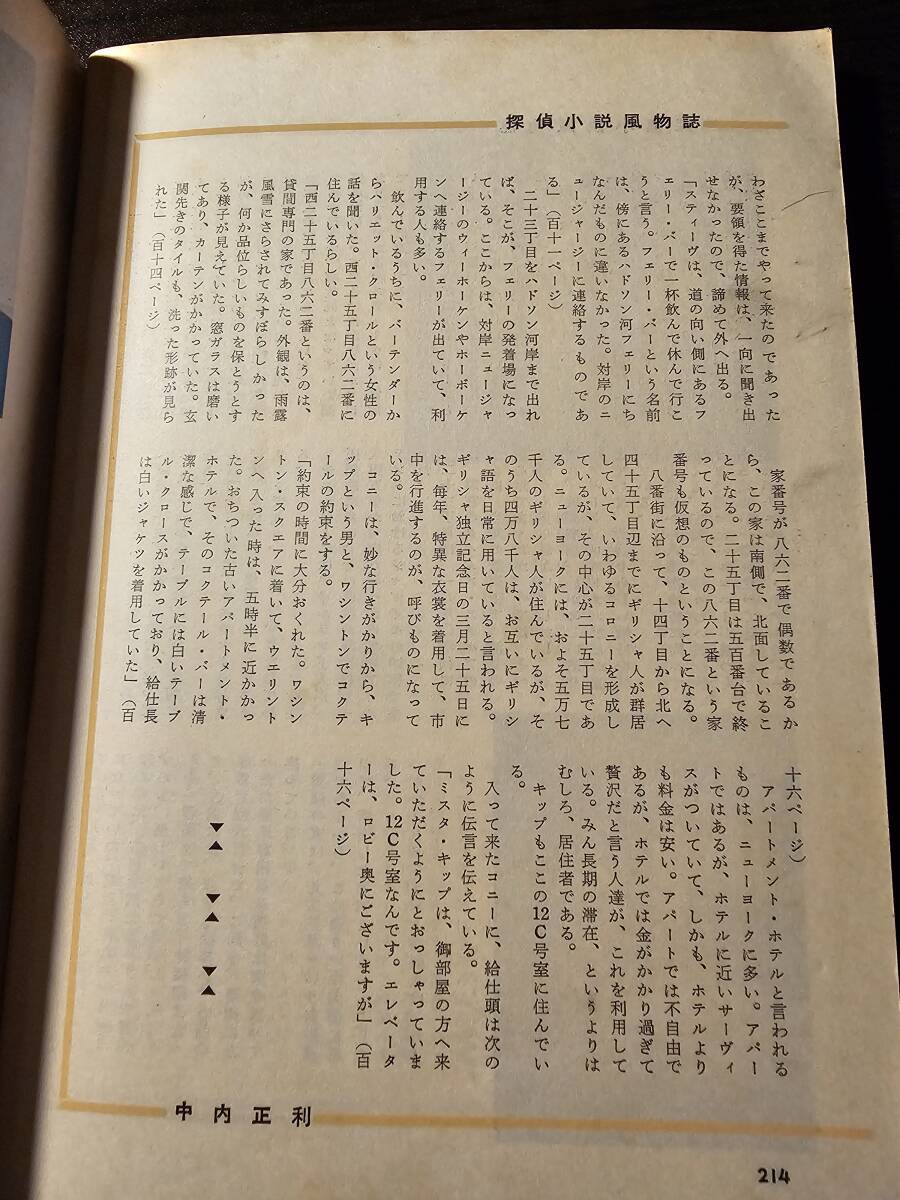 探偵小説風物誌
わざここまでやって来たのであった
が、要領を得た情報は、一向に聞き出
せなかったので、諦めて外へ出る。
「スティーヴは、道の向い側にあるフ
ェリー・バーで一杯飲んで休んで行こ
うと言う。フェリー・バーという名前
は、傍にあるハドソン河フェリーにち
なんだものに違いなかった。対岸のニ
ュージャージーに連絡するものであ
る」（百十一ページ）
二十三丁目をハドソン河岸まで出れ
ば、そこが、フェリーの発着場になっ
ている。ここからは、対岸ニュージャ
ージーのウィーホーケンやホーボーケ
ンへ連絡するフェリーが出ていて、利
用する人も多い。
飲んでいるうちに、バーテンダーか
らハリエット・クロールという女性の
話を聞いた。西二十五丁目八六二番に
住んでいるらしい。
「西二十五丁目八六二番というのは、
貸間専門の家であった。外観は、雨露
風雪にさらされてみすぼらしかった
が、何か品位らしいものを保とうとす
る様子が見えていた。窓ガラスは磨い
てあり、カーテンがかかっていた。玄
関先きのタイルも、洗った形跡が見ら
れた」（百十四ページ）
家番号が八六二番で偶数であるか
ら、この家は南側で、北面しているこ
とになる。二十五丁目は五百番台で終
っているので、この八六二番という家
番号も仮想のものということになる。
八番街に沿って、十四丁目から北へ
四十五丁目辺までにギリシャ人が群居
していて、いわゆるコロニーを形成し
ているが、その中心が二十五丁目であ
る。ニューヨークには、およそ五万七
千人のギリシャ人が住んでいるが、そ
のうち四万八千人は、お互いにギリシ
ャ語を日常に用いていると言われる。
ギリシャ独立記念日の三月二十五日に
は、毎年、特異な衣裳を着用して、市
中を行進するのが、呼びものになって
いる。
コニーは、妙な行きがかりから、キ
ップという男と、ワシントンでコクテ
ールの約束をする。
「約束の時間に大分おくれた。ワシン
トン・スクエアに着いて、ウエリント
ンへ入った時は、五時半に近かかっ
た。おちついた古いアパートメント・
ホテルで、そのコクテール・バーは清
潔な感じで、テーブルには白いテーブ
ル・クロースがかかっており、給仕長
は白いジャケツを着用していた」（百
十六ページ）
アパートメント・ホテルと言われる
ものは、ニューヨークに多い。アパー
トではあるが、ホテルに近いサーヴィ
スがついていて、しかも、ホテルより
も料金は安い。アパートでは不自由で
あるが、ホテルでは金がかかり過ぎて
贅沢だと言う人達が、これを利用して
いる。みん長期の滞在、というよりは
むしろ、居住者である。
キップもここの12C号室に住んでい
る。
入って来たコニーに、給仕頭は次の
ように伝言を伝えている。
「ミスタ・キップは、御部屋の方へ来
ていただくようにとおっしゃっていま
した。12C号室なんです。エレベータ
ーは、ロビー奥にございますが」（百
十六ページ）
中内正利
214